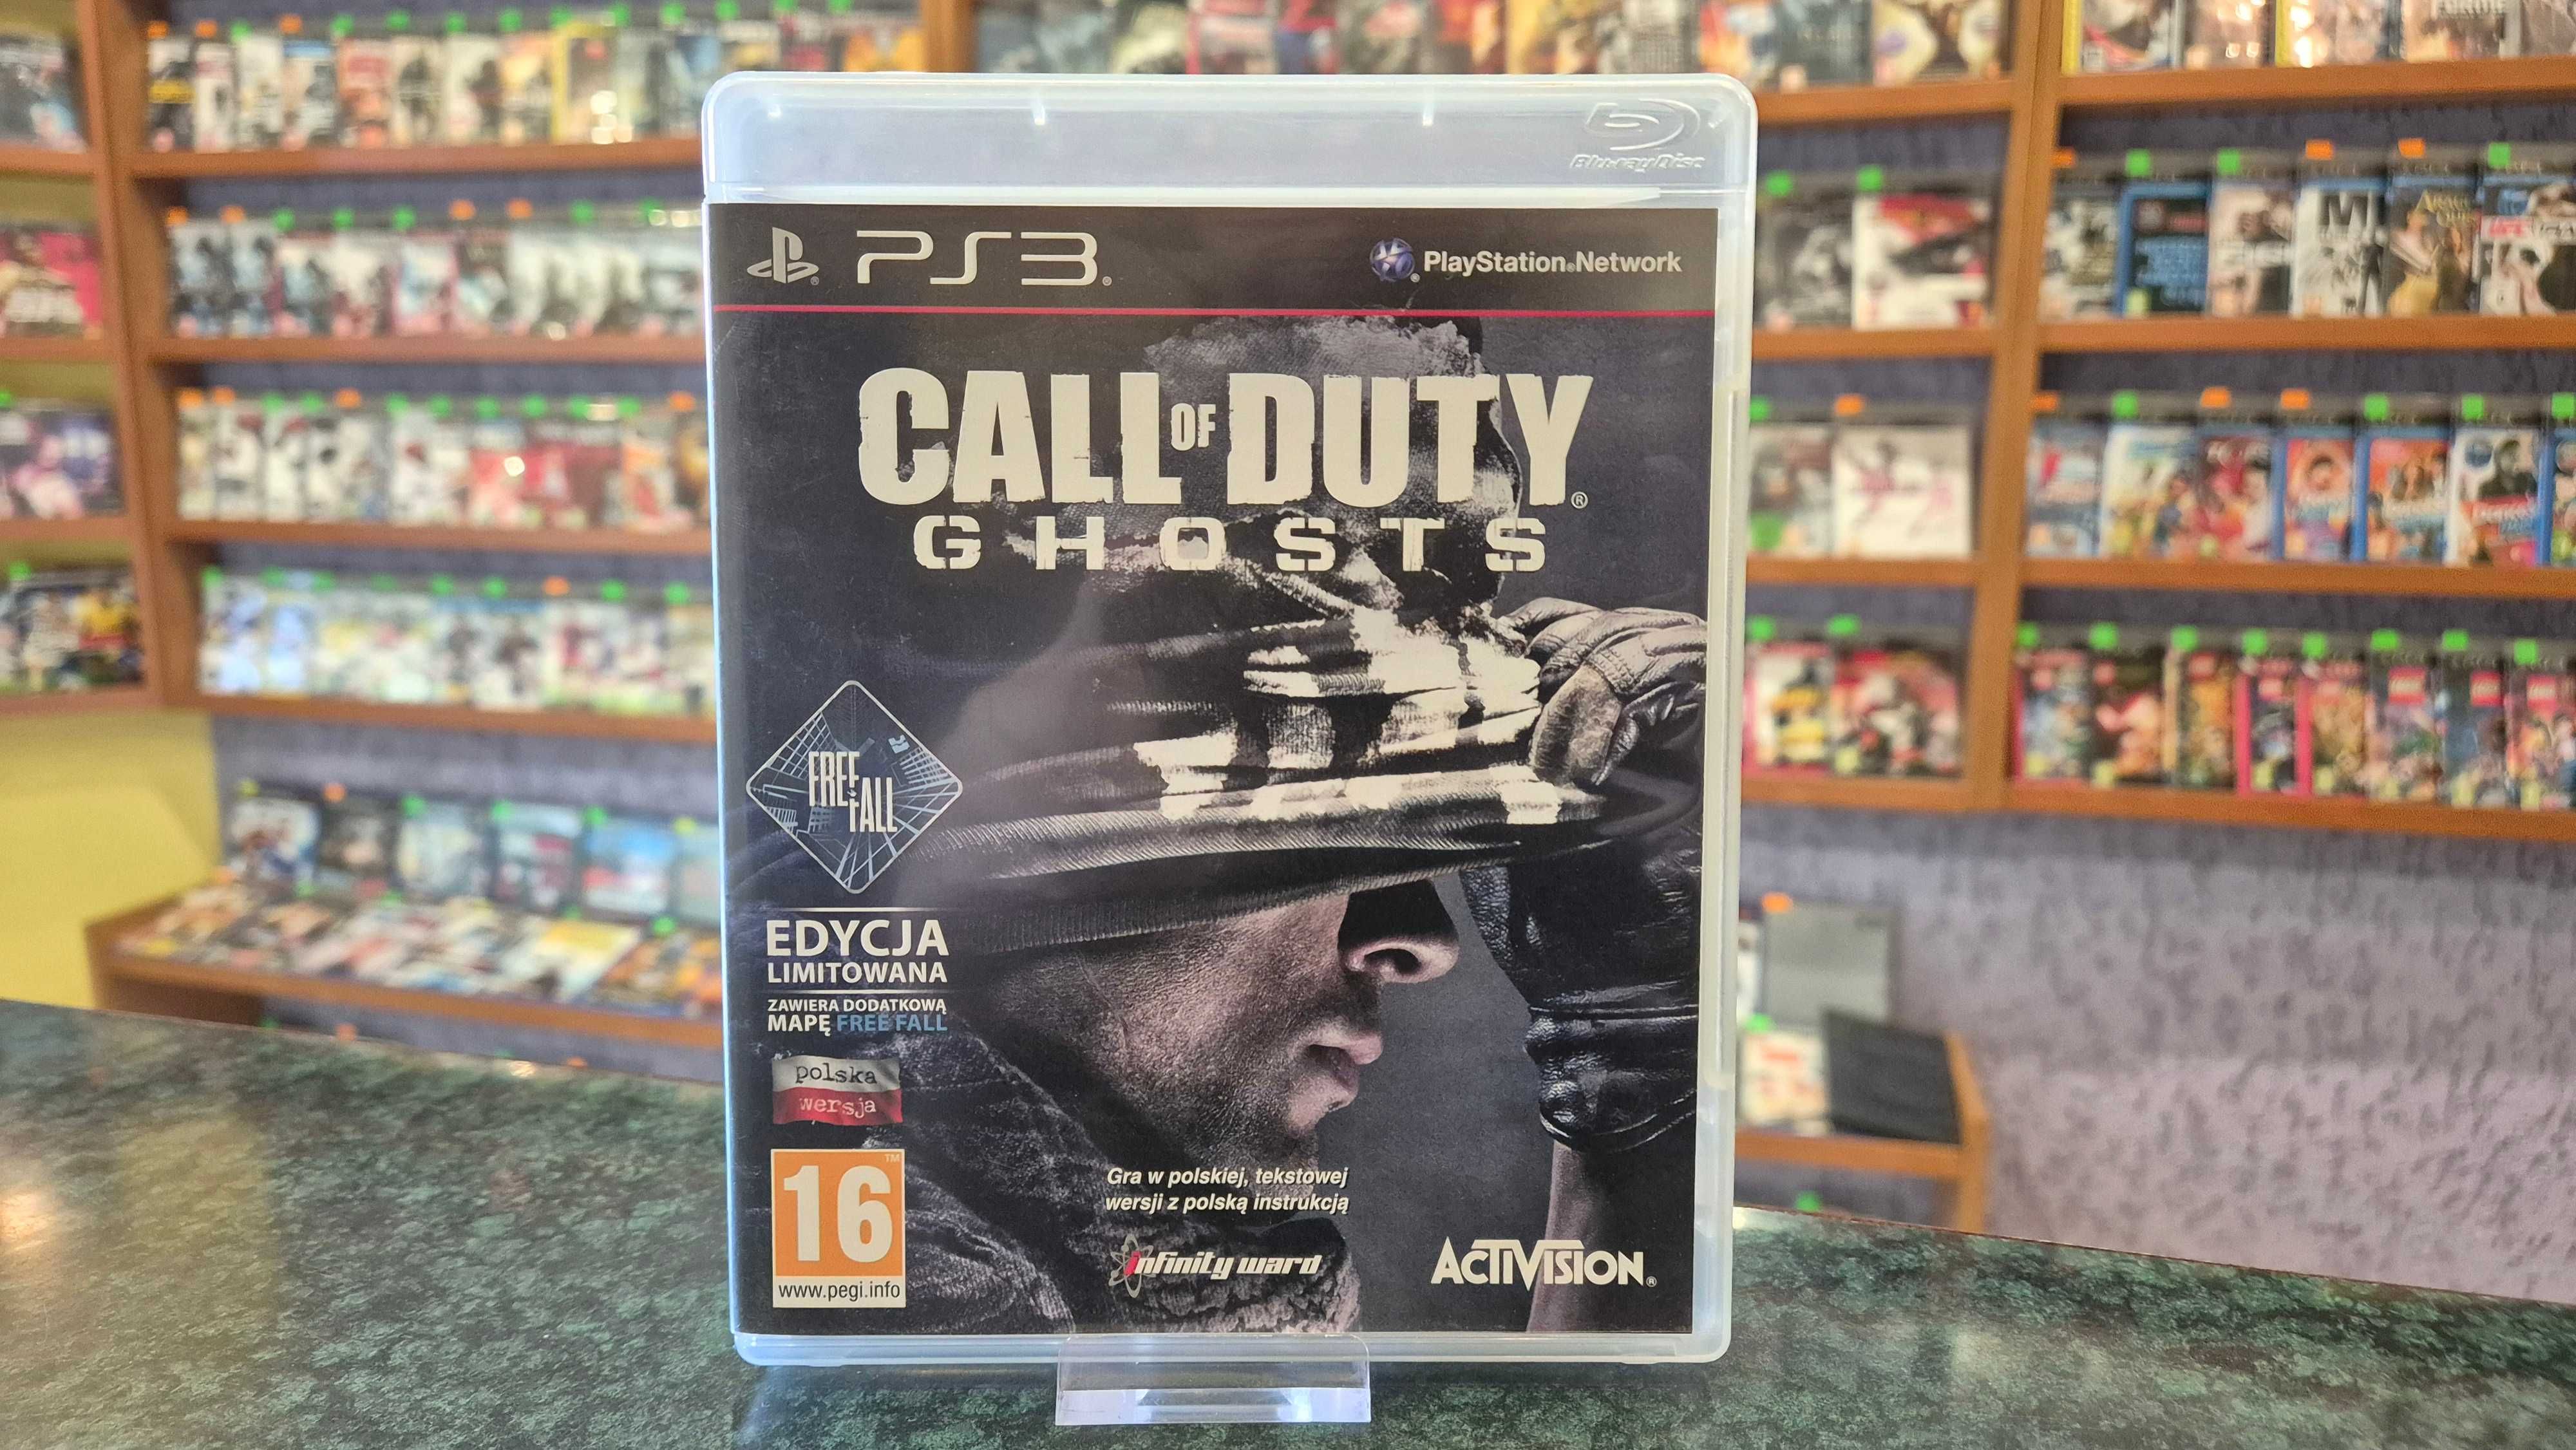 Blu-ray Disc
PS3
PlayStation®Network
CALL OF DUTY®
GHOSTS
FREE
FALL
EDYCJA
LIMITOWANA
ZAWIERA DODATKOWĄ
MAPĘ FREE FALL
polska
wersja
16
www.pegi.info
Gra w polskiej, tekstowej
wersji z polską instrukcją
infinity ward
ACTIVISION®